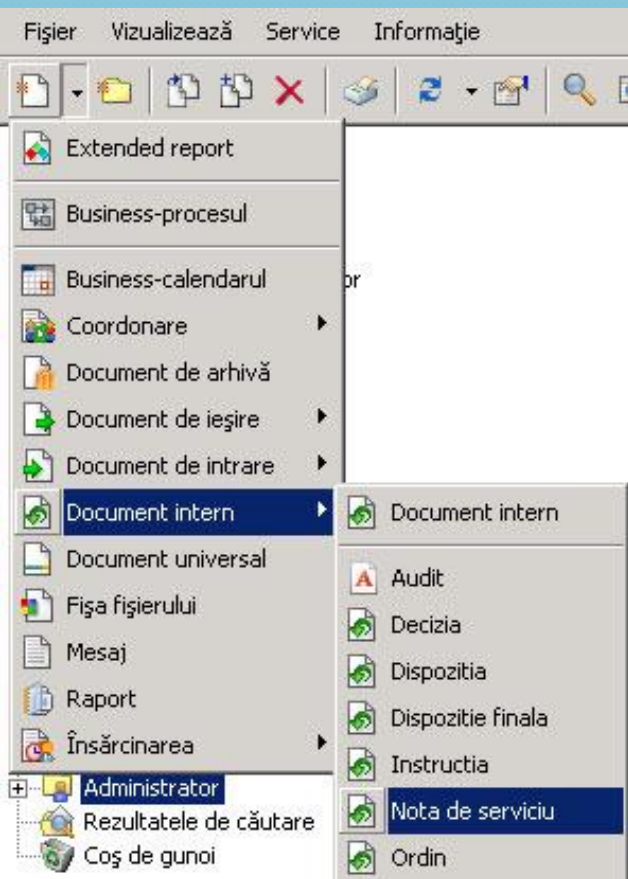 Fişier Vizualizează Service Informaţie
Extended report
Business-procesul
Business-calendarul
or
Coordonare
Document de arhivă
Document de ieşire
Document de intrare
Document intern
Document intern
Document universal
Audit
Fişa fişierului
Decizia
Mesaj
Dispozitia
Raport
Dispozitie finala
Însărcinarea
Instructia
Administrator
Nota de serviciu
Rezultatele de căutare
Coş de gunoi
Ordin